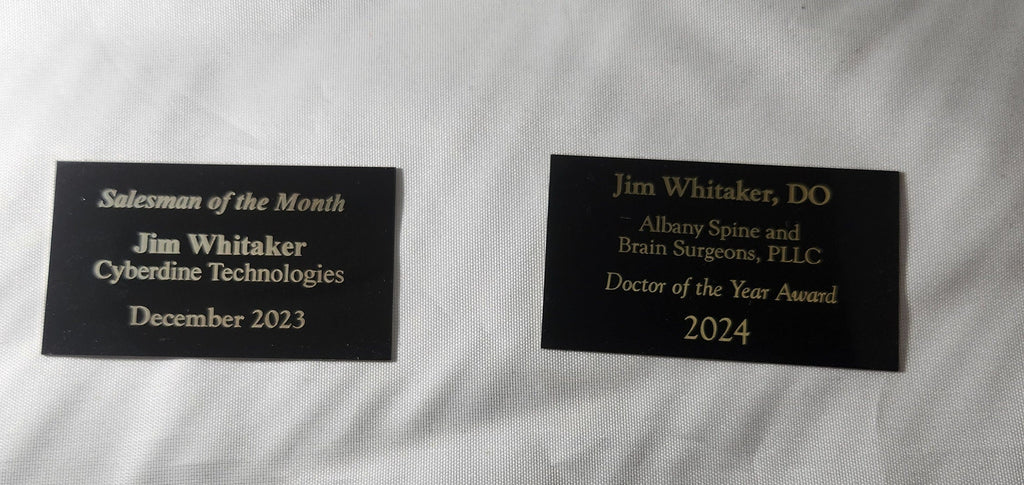 Salesman of the Month
Jim Whitaker
Cyberdine Technologies
December 2023
Jim Whitaker, DO
Albany Spine and
Brain Surgeons, PLLC
Doctor of the Year Award
2024